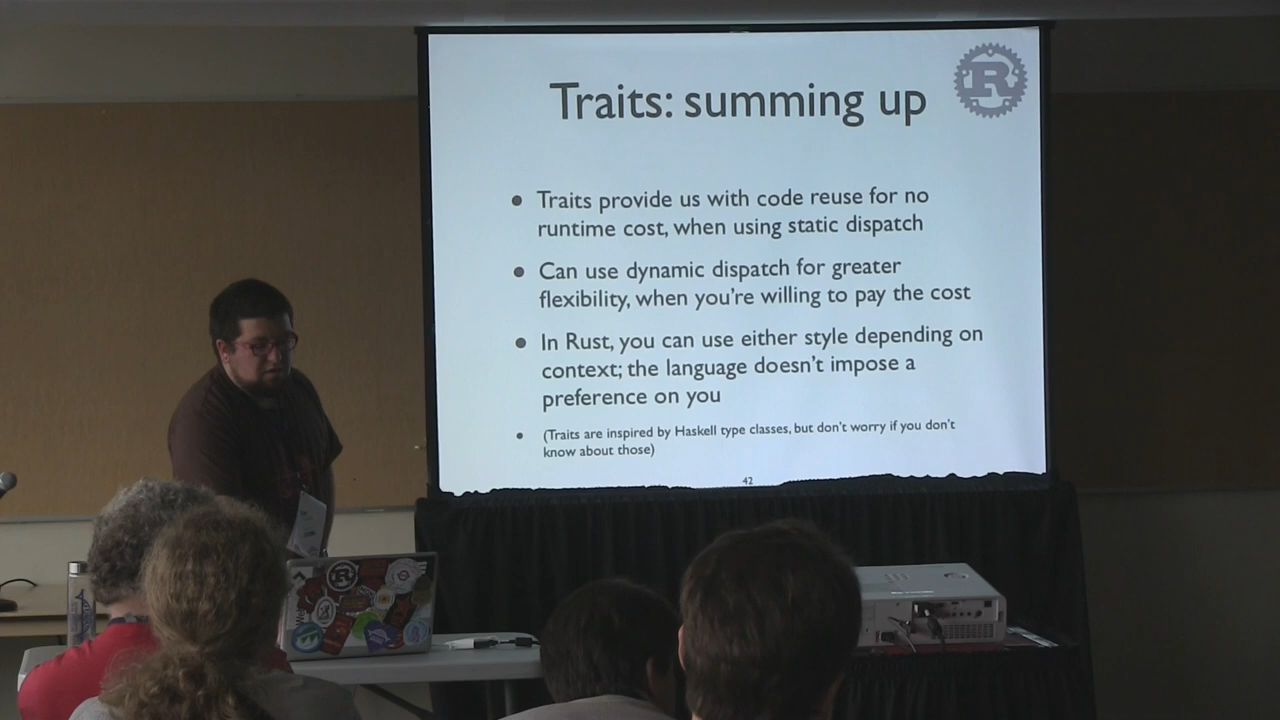 Traits: summing up
R
• Traits provide us with code reuse for no
runtime cost, when using static dispatch
• Can use dynamic dispatch for greater
flexibility, when you're willing to pay the cost
• In Rust, you can use either style depending on
context; the language doesn't impose a
preference on you
• (Traits are inspired by Haskell type classes, but don't worry if you don't
know about those)
42
R